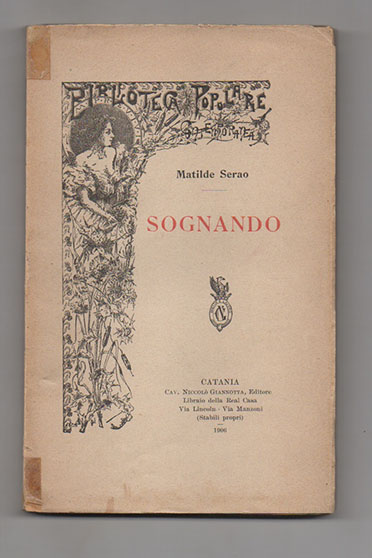 BIBLIOTECA POPOLARE
CONTEMPORANEA
Matilde Serao
SOGNANDO
N
CATANIA
CAV. NICCOLÒ GIANNOTTA, Editore
Libraio della Real Casa
Via Lincoln - Via Manzoni
(Stabili propri)
1906